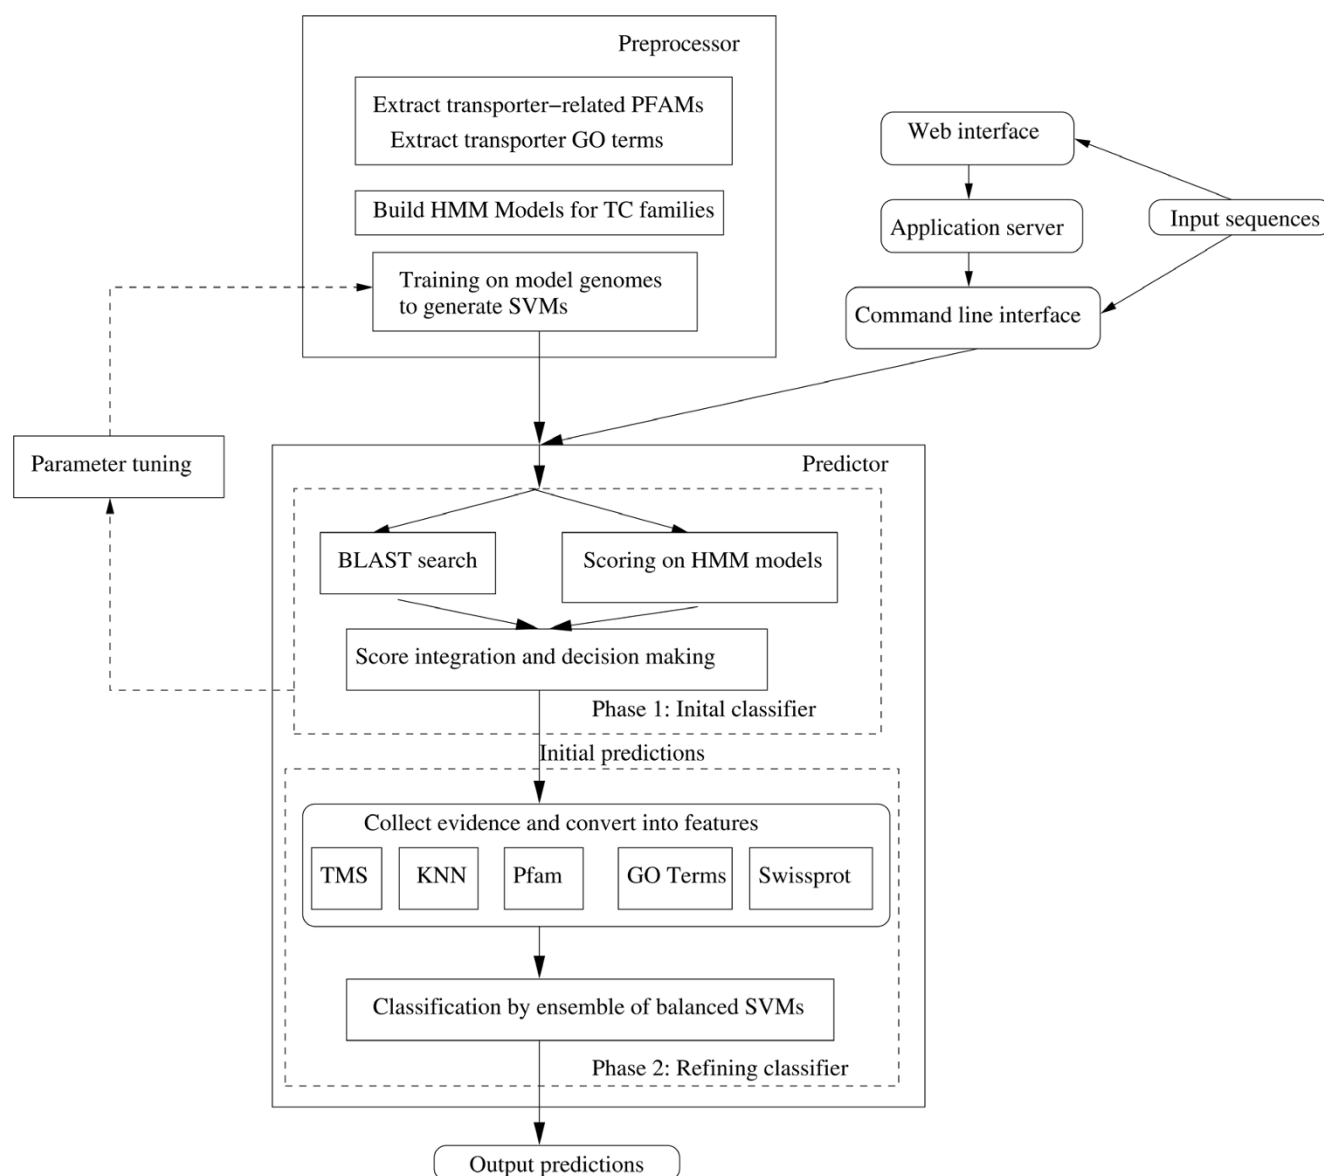 Preprocessor
Extract transporter−related PFAMs
Extract transporter GO terms
Build HMM Models for TC families
Training on model genomes
to generate SVMs
Web interface
Application server
Input sequences
Command line interface
Parameter tuning
Predictor
BLAST search
Scoring on HMM models
Score integration and decision making
Phase 1: Inital classifier
Initial predictions
Collect evidence and convert into features
TMS
KNN
Pfam
GO Terms
Swissprot
Classification by ensemble of balanced SVMs
Phase 2: Refining classifier
Output predictions